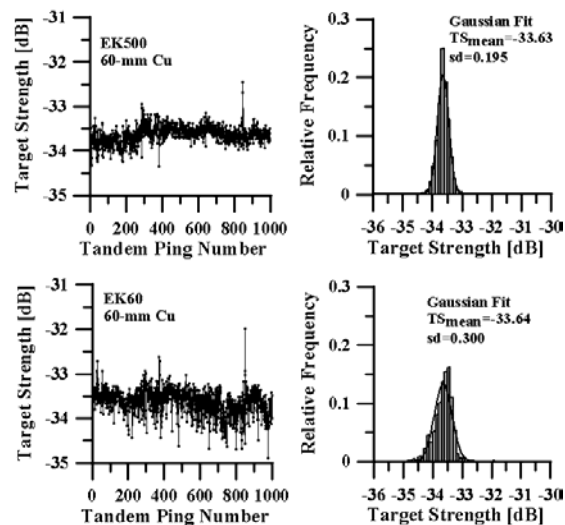 Target Strength [dB]
-31
-32
-33
-34
-35
EK500
60-mm Cu
0 200 400 600 800 1000
Tandem Ping Number
Relative Frequency
0.3
0.2
0.1
0
Gaussian Fit
TSmean=-33.63
sd=0.195
-36 -35 -34 -33 -32 -31 -30
Target Strength [dB]
Target Strength [dB]
-31
-32
-33
-34
-35
EK60
60-mm Cu
0 200 400 600 800 1000
Tandem Ping Number
Relative Frequency
0.3
0.2
0.1
0
Gaussian Fit
TSmean=-33.64
sd=0.300
-36 -35 -34 -33 -32 -31 -30
Target Strength [dB]